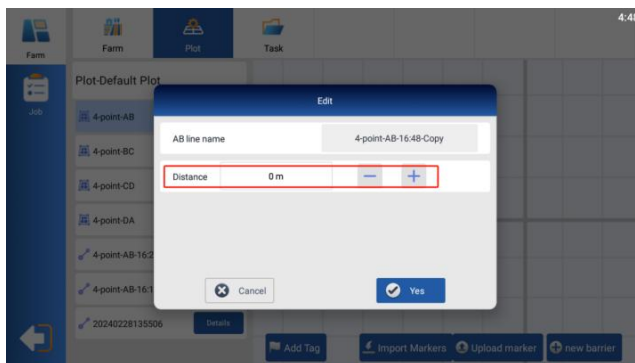 4:48
Farm
Plot
Task
Farm
Plot-Default Plot
Job
4-point-AB
4-point-BC
4-point-CD
4-point-DA
4-point-AB-16:2
4-point-AB-16:1
20240228135506
Details
Edit
AB line name
4-point-AB-16:48-Copy
Distance
0 m
Cancel
Yes
Add Tag
Import Markers
Upload marker
new barrier